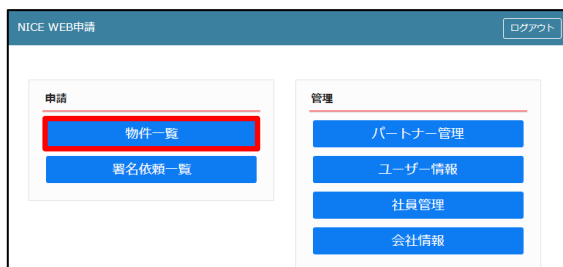 NICE WEB申請
ログアウト
申請
物件一覧
署名依頼一覧
管理
パートナー管理
ユーザー情報
社員管理
会社情報